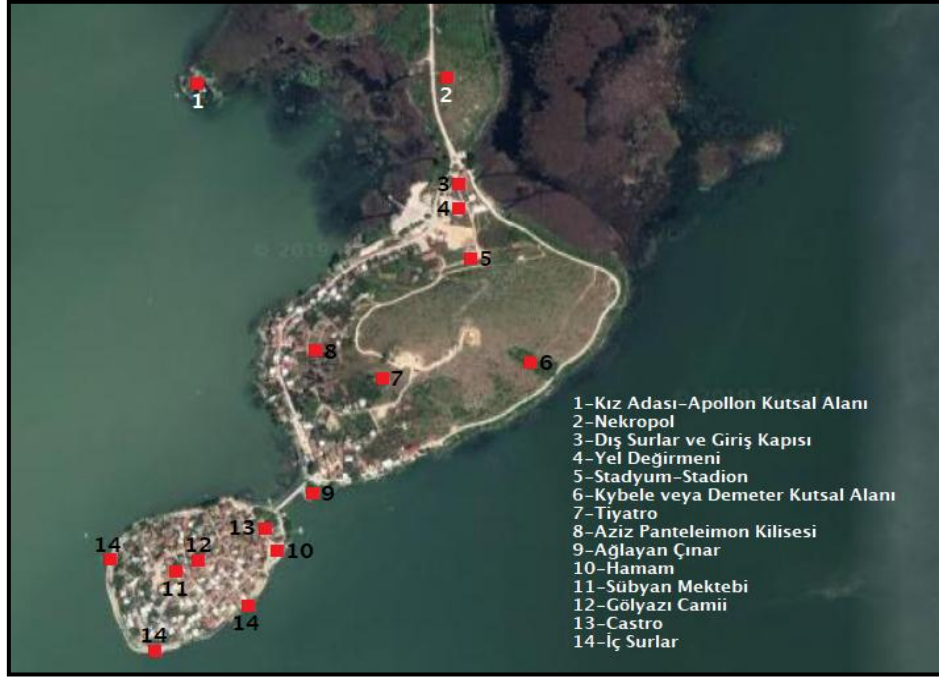 1
2
3
4
5
8
7
6
1-Kız Adası-Apollon Kutsal Alanı
2-Nekropol
3-Dış Surlar ve Giriş Kapısı
4-Yel Değirmeni
5-Stadyum-Stadion
6-Kybele veya Demeter Kutsal Alanı
7-Tiyatro
8-Aziz Panteleimon Kilisesi
9-Ağlayan Çınar
10-Hamam
11-Sübyan Mektebi
12-Gölyazı Camii
13-Castro
14-İç Surlar
9
13
10
14
12
11
14
14